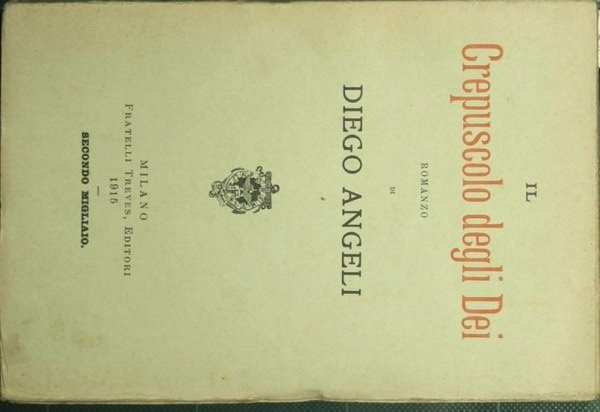 IL
Crepuscolo degli Dei
ROMANZO
DI
DIEGO ANGELI
MILANO
FRATELLI TREVES, EDITORI
1915
—
SECONDO MIGLIAIO.